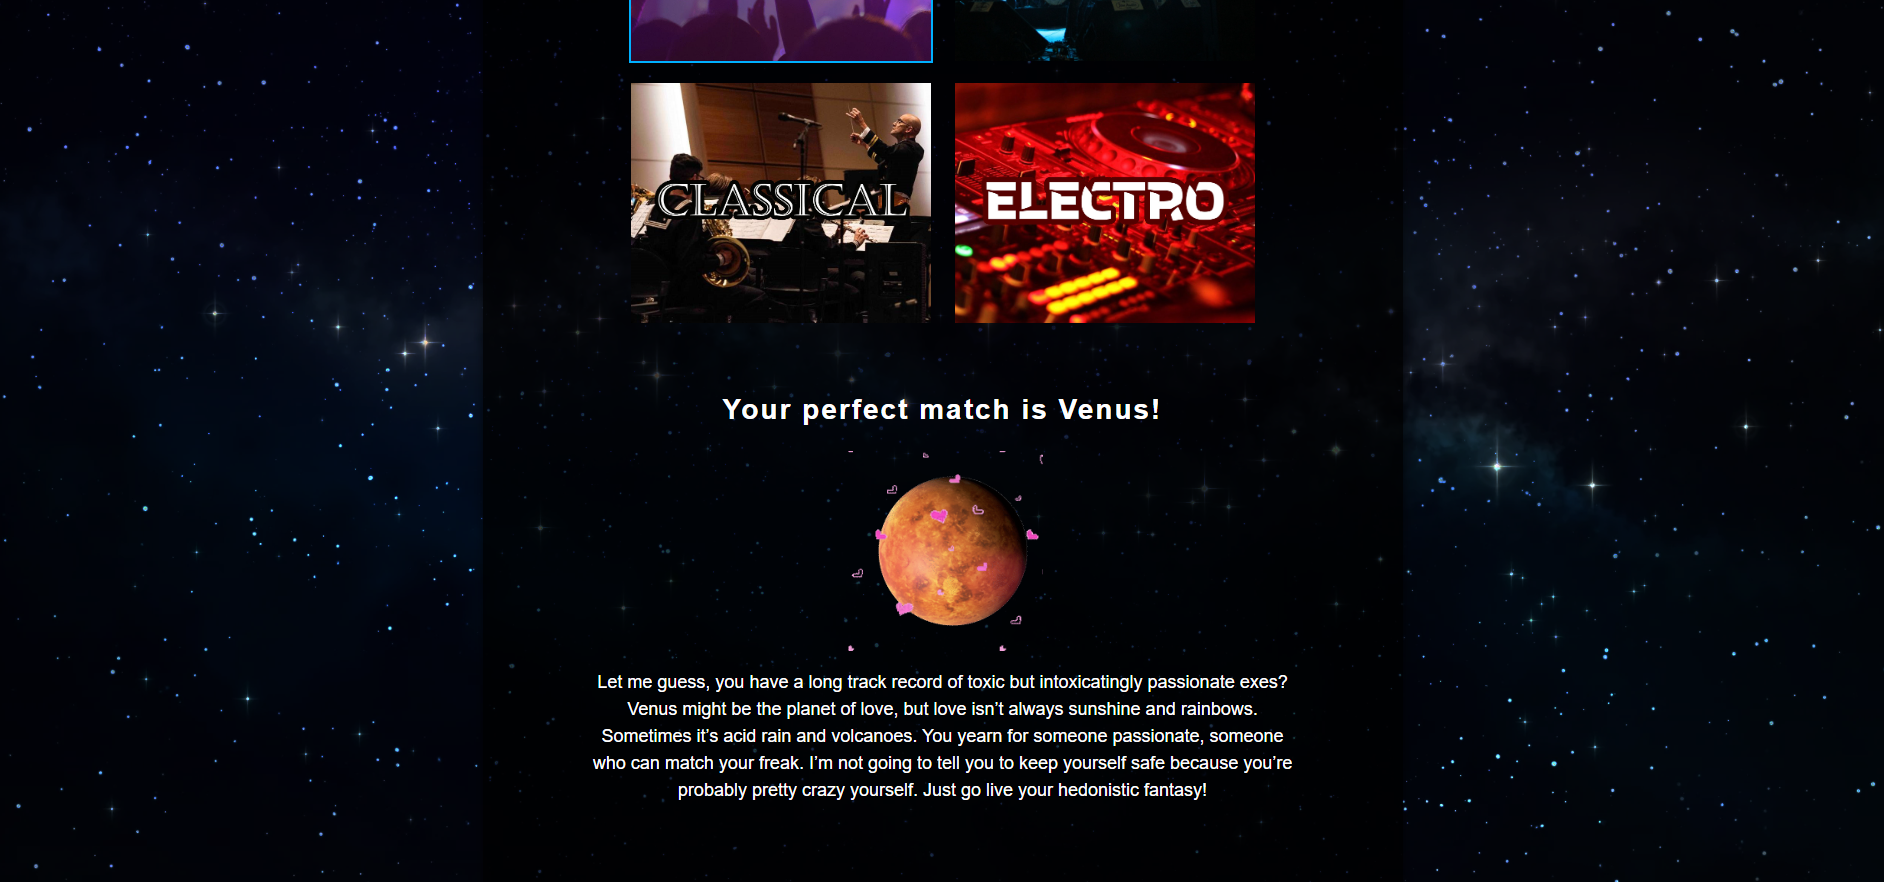 CLASSICAL
ELECTRO
Your perfect match is Venus!
Let me guess, you have a long track record of toxic but intoxicatingly passionate exes?
Venus might be the planet of love, but love isn’t always sunshine and rainbows.
Sometimes it’s acid rain and volcanoes. You yearn for someone passionate, someone
who can match your freak. I’m not going to tell you to keep yourself safe because you’re
probably pretty crazy yourself. Just go live your hedonistic fantasy!